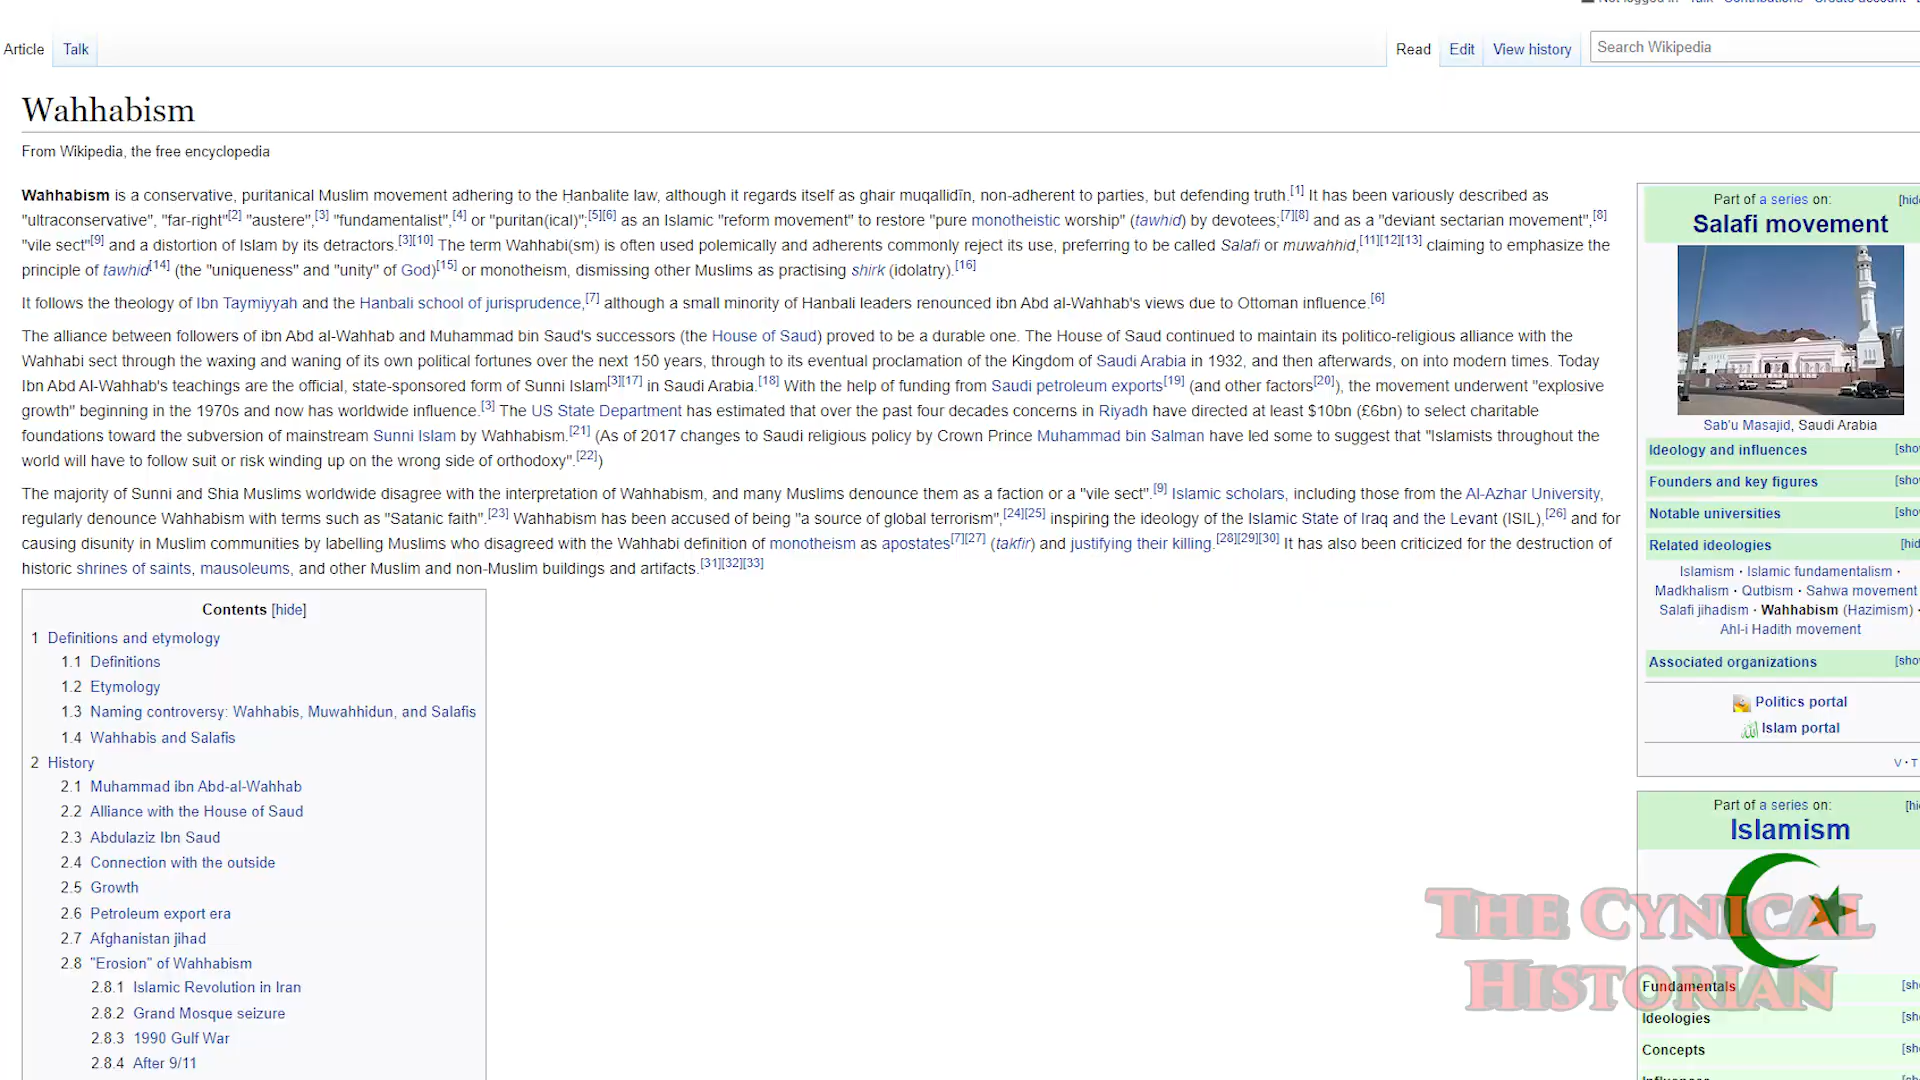 Not logged in Talk Contributions Create account
Article Talk Read Edit View history Search Wikipedia
Wahhabism
From Wikipedia, the free encyclopedia
Wahhabism is a conservative, puritanical Muslim movement adhering to the Ḥanbalite law, although it regards itself as ghair muqallidīn, non-adherent to parties, but defending truth.[1] It has been variously described as
"ultraconservative", "far-right"[2] "austere",[3] "fundamentalist",[4] or "puritan(ical)";[5][6] as an Islamic "reform movement" to restore "pure monotheistic worship" (tawhid) by devotees;[7][8] and as a "deviant sectarian movement",[8]
"vile sect"[9] and a distortion of Islam by its detractors.[3][10] The term Wahhabi(sm) is often used polemically and adherents commonly reject its use, preferring to be called Salafi or muwahhid,[11][12][13] claiming to emphasize the
principle of tawhid[14] (the "uniqueness" and "unity" of God)[15] or monotheism, dismissing other Muslims as practising shirk (idolatry).[16]
It follows the theology of Ibn Taymiyyah and the Hanbali school of jurisprudence,[7] although a small minority of Hanbali leaders renounced ibn Abd al-Wahhab's views due to Ottoman influence.[6]
The alliance between followers of ibn Abd al-Wahhab and Muhammad bin Saud's successors (the House of Saud) proved to be a durable one. The House of Saud continued to maintain its politico-religious alliance with the
Wahhabi sect through the waxing and waning of its own political fortunes over the next 150 years, through to its eventual proclamation of the Kingdom of Saudi Arabia in 1932, and then afterwards, on into modern times. Today
Ibn Abd Al-Wahhab's teachings are the official, state-sponsored form of Sunni Islam[3][17] in Saudi Arabia.[18] With the help of funding from Saudi petroleum exports[19] (and other factors[20]), the movement underwent "explosive
growth" beginning in the 1970s and now has worldwide influence.[3] The US State Department has estimated that over the past four decades concerns in Riyadh have directed at least $10bn (£6bn) to select charitable
foundations toward the subversion of mainstream Sunni Islam by Wahhabism.[21] (As of 2017 changes to Saudi religious policy by Crown Prince Muhammad bin Salman have led some to suggest that "Islamists throughout the
world will have to follow suit or risk winding up on the wrong side of orthodoxy".[22])
The majority of Sunni and Shia Muslims worldwide disagree with the interpretation of Wahhabism, and many Muslims denounce them as a faction or a "vile sect".[9] Islamic scholars, including those from the Al-Azhar University,
regularly denounce Wahhabism with terms such as "Satanic faith".[23] Wahhabism has been accused of being "a source of global terrorism",[24][25] inspiring the ideology of the Islamic State of Iraq and the Levant (ISIL),[26] and for
causing disunity in Muslim communities by labelling Muslims who disagreed with the Wahhabi definition of monotheism as apostates[7][27] (takfir) and justifying their killing.[28][29][30] It has also been criticized for the destruction of
historic shrines of saints, mausoleums, and other Muslim and non-Muslim buildings and artifacts.[31][32][33]
Contents [hide]
1 Definitions and etymology
1.1 Definitions
1.2 Etymology
1.3 Naming controversy: Wahhabis, Muwahhidun, and Salafis
1.4 Wahhabis and Salafis
2 History
2.1 Muhammad ibn Abd-al-Wahhab
2.2 Alliance with the House of Saud
2.3 Abdulaziz Ibn Saud
2.4 Connection with the outside
2.5 Growth
2.6 Petroleum export era
2.7 Afghanistan jihad
2.8 "Erosion" of Wahhabism
2.8.1 Islamic Revolution in Iran
2.8.2 Grand Mosque seizure
2.8.3 1990 Gulf War
2.8.4 After 9/11
Part of a series on: [hide
Salafi movement
Sab'u Masajid, Saudi Arabia
Ideology and influences [sho
Founders and key figures [sho
Notable universities [sho
Related ideologies [hid
Islamism · Islamic fundamentalism ·
Madkhalism · Qutbism · Sahwa movement
Salafi jihadism · Wahhabism (Hazimism) ·
Ahl-i Hadith movement
Associated organizations [sho
Politics portal
Islam portal
V · T
Part of a series on: [hi
Islamism
THE CYNICAL
HISTORIAN
Fundamentals [sh
Ideologies [sh
Concepts [sh